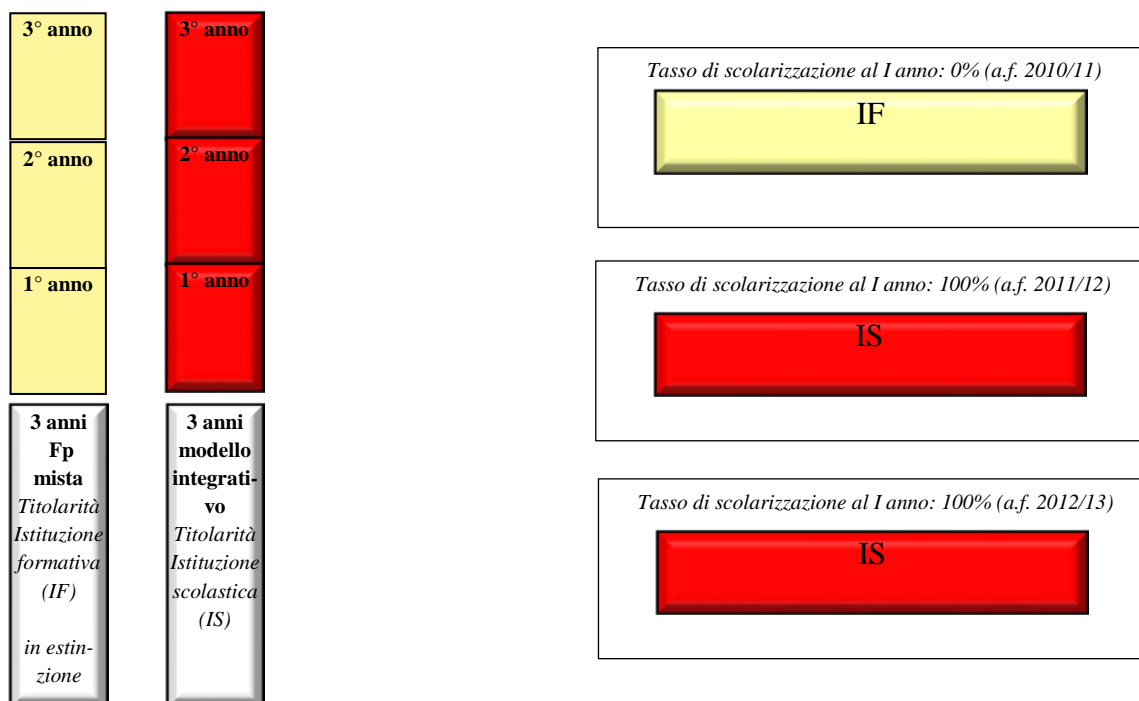 3° anno
2° anno
1° anno
3 anni
Fp
mista
Titolarità
Istituzione
formativa
(IF)
in estin-
zione
3° anno
2° anno
1° anno
3 anni
modello
integrati-
vo
Titolarità
Istituzione
scolastica
(IS)
Tasso di scolarizzazione al I anno: 0% (a.f. 2010/11)
IF
Tasso di scolarizzazione al I anno: 100% (a.f. 2011/12)
IS
Tasso di scolarizzazione al I anno: 100% (a.f. 2012/13)
IS